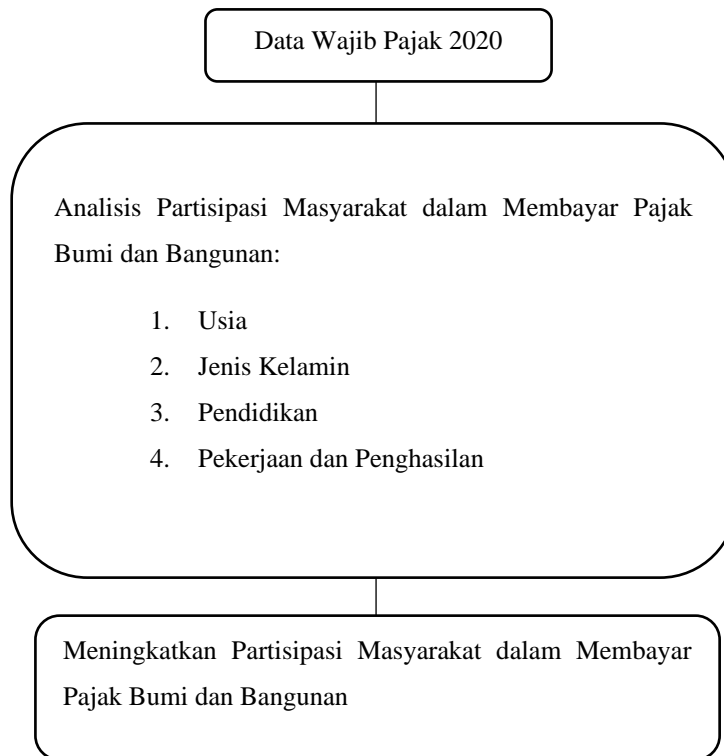 Data Wajib Pajak 2020
Analisis Partisipasi Masyarakat dalam Membayar Pajak
Bumi dan Bangunan:
1. Usia
2. Jenis Kelamin
3. Pendidikan
4. Pekerjaan dan Penghasilan
Meningkatkan Partisipasi Masyarakat dalam Membayar
Pajak Bumi dan Bangunan